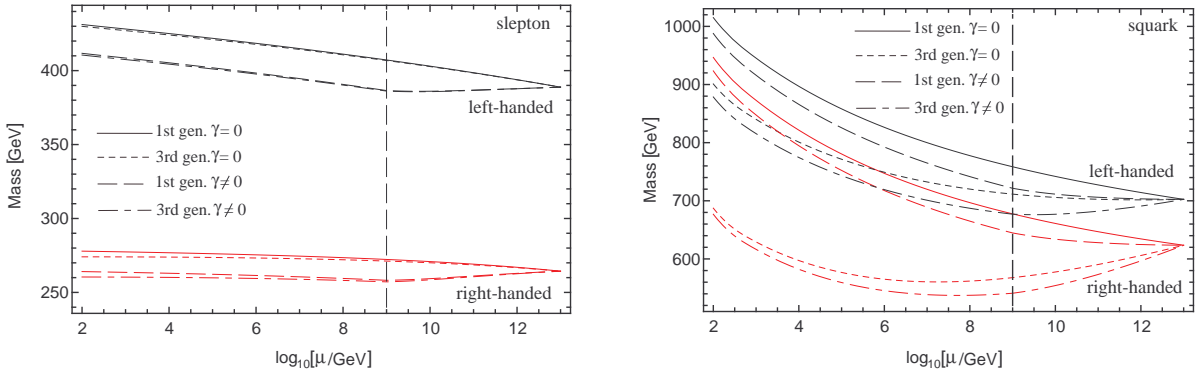 slepton
left-handed
1st gen. γ= 0
3rd gen.γ= 0
1st gen. γ≠ 0
3rd gen. γ≠ 0
right-handed
Mass [GeV]
400
350
300
250
2 4 6 8 10 12
log10[μ/GeV]
squark
1st gen. γ= 0
3rd gen. γ= 0
1st gen. γ≠ 0
3rd gen. γ≠ 0
left-handed
right-handed
Mass [GeV]
1000
900
800
700
600
2 4 6 8 10 12
log10[μ/GeV]